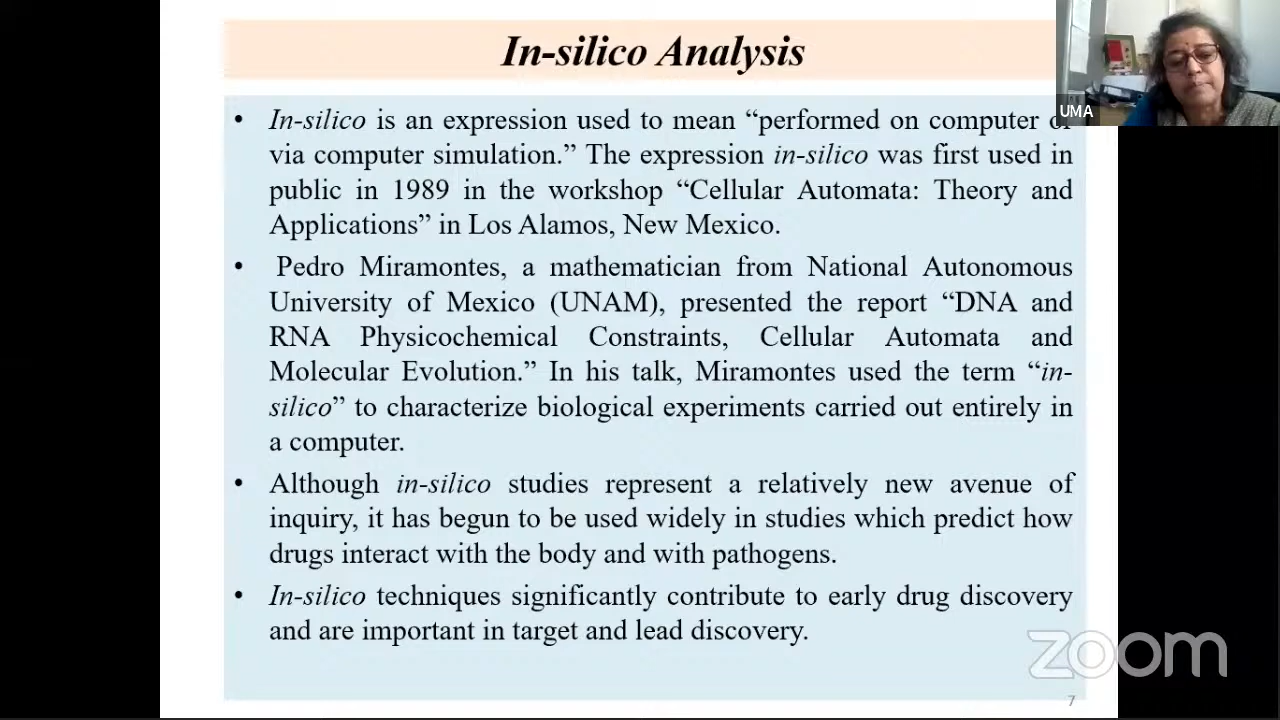 In-silico Analysis
• In-silico is an expression used to mean “performed on computer or
via computer simulation.” The expression in-silico was first used in
public in 1989 in the workshop “Cellular Automata: Theory and
Applications” in Los Alamos, New Mexico.
• Pedro Miramontes, a mathematician from National Autonomous
University of Mexico (UNAM), presented the report “DNA and
RNA Physicochemical Constraints, Cellular Automata and
Molecular Evolution.” In his talk, Miramontes used the term “in-
silico” to characterize biological experiments carried out entirely in
a computer.
• Although in-silico studies represent a relatively new avenue of
inquiry, it has begun to be used widely in studies which predict how
drugs interact with the body and with pathogens.
• In-silico techniques significantly contribute to early drug discovery
and are important in target and lead discovery.
UMA
zoom
7